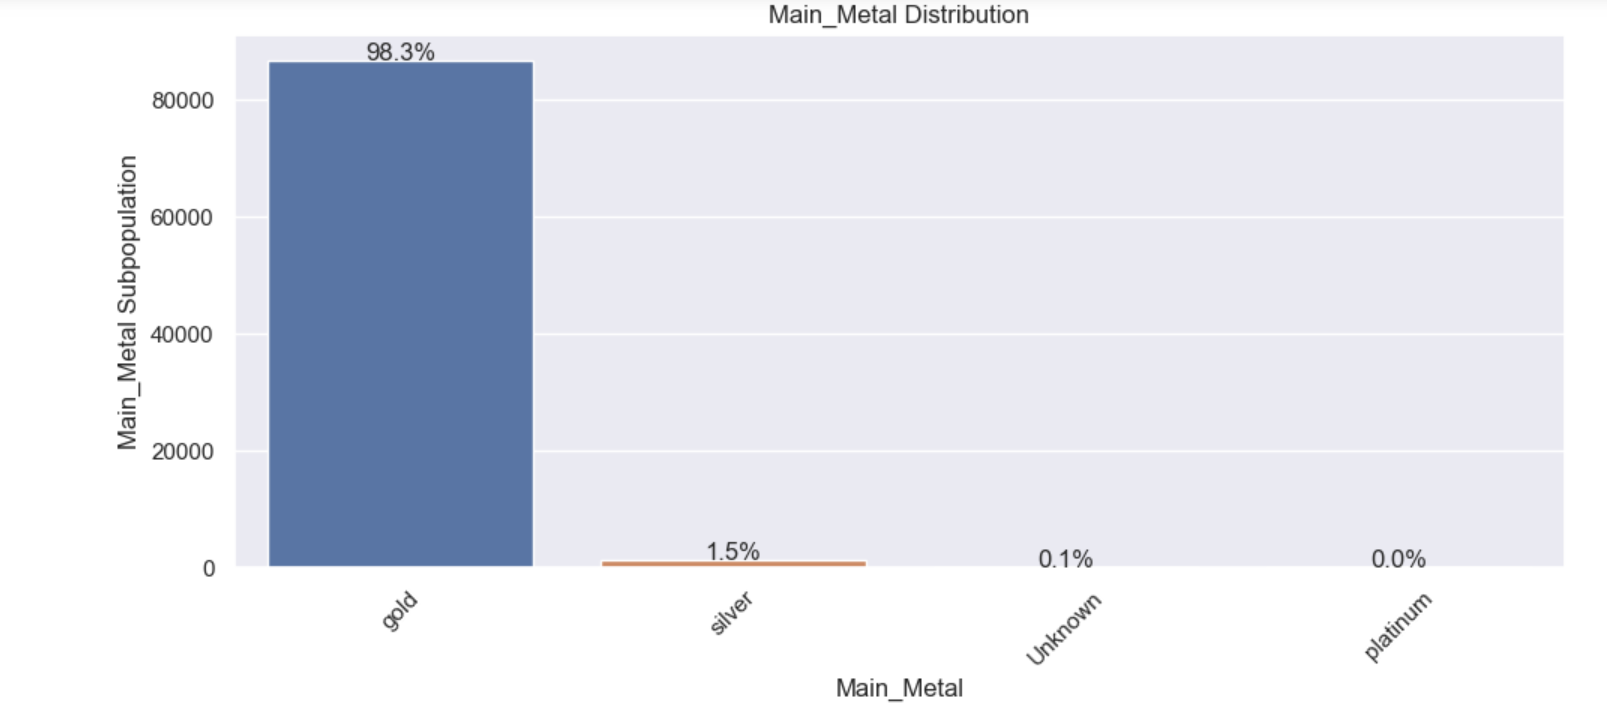 Main_Metal Distribution
98.3%
80000
60000
40000
20000
0
Main_Metal Subpopulation
1.5%
0.1%
0.0%
gold
silver
Unknown
platinum
Main_Metal